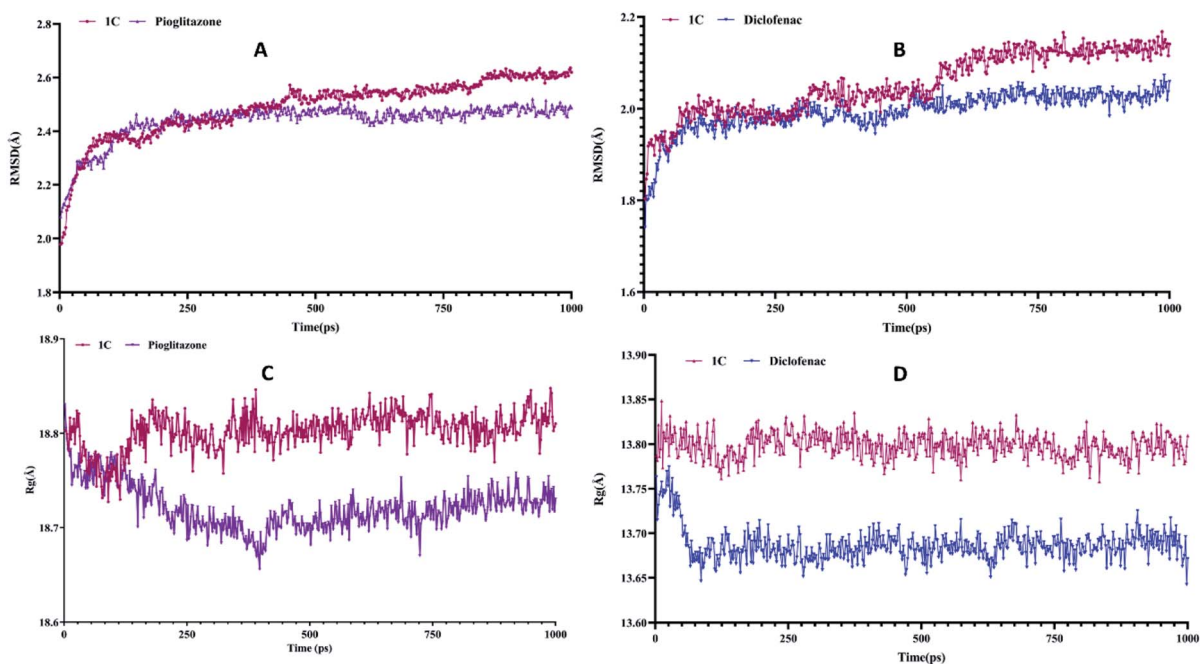 1C Pioglitazone
A
RMSD(Å)
2.8
2.6
2.4
2.2
2.0
1.8
0 250 500 750 1000
Time(ps)
1C Diclofenac
B
RMSD(Å)
2.2
2.0
1.8
1.6
0 250 500 750 1000
Time(ps)
1C Pioglitazone
C
Rg(Å)
18.9
18.8
18.7
18.6
0 250 500 750 1000
Time (ps)
1C Diclofenac
D
Rg(Å)
13.90
13.85
13.80
13.75
13.70
13.65
13.60
0 250 500 750 1000
Time(ps)